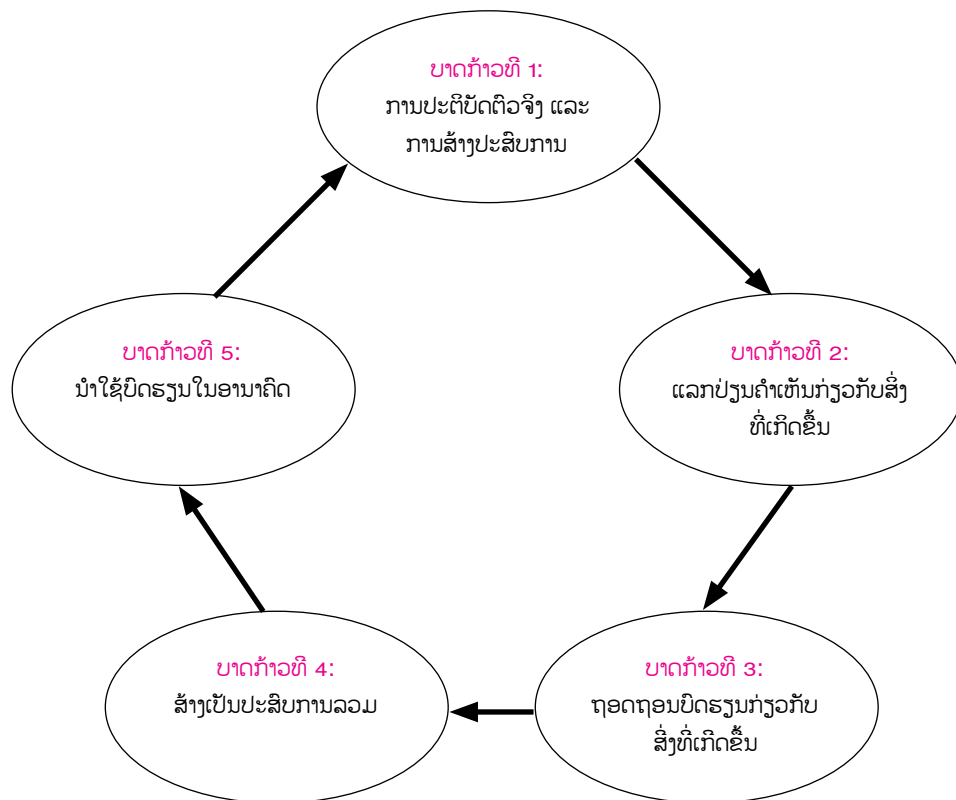 ບາດກ້າວທີ 1:
ການປະຕິບັດຕົວຈິງ ແລະ
ການສ້າງປະສົບການ
ບາດກ້າວທີ 2:
ແລກປ່ຽນຄຳເຫັນກ່ຽວກັບສິ່ງ
ທີ່ເກິດຂື້ນ
ບາດກ້າວທີ 3:
ຖອດຖອນບົດຮຽນກ່ຽວກັບ
ສີ່ງທີ່ເກີດຂື້ນ
ບາດກ້າວທີ 4:
ສ້າງເປັນປະສົບການລວມ
ບາດກ້າວທີ 5:
ນຳໃຊ້ບົດຮຽນໃນອານາຄົດ